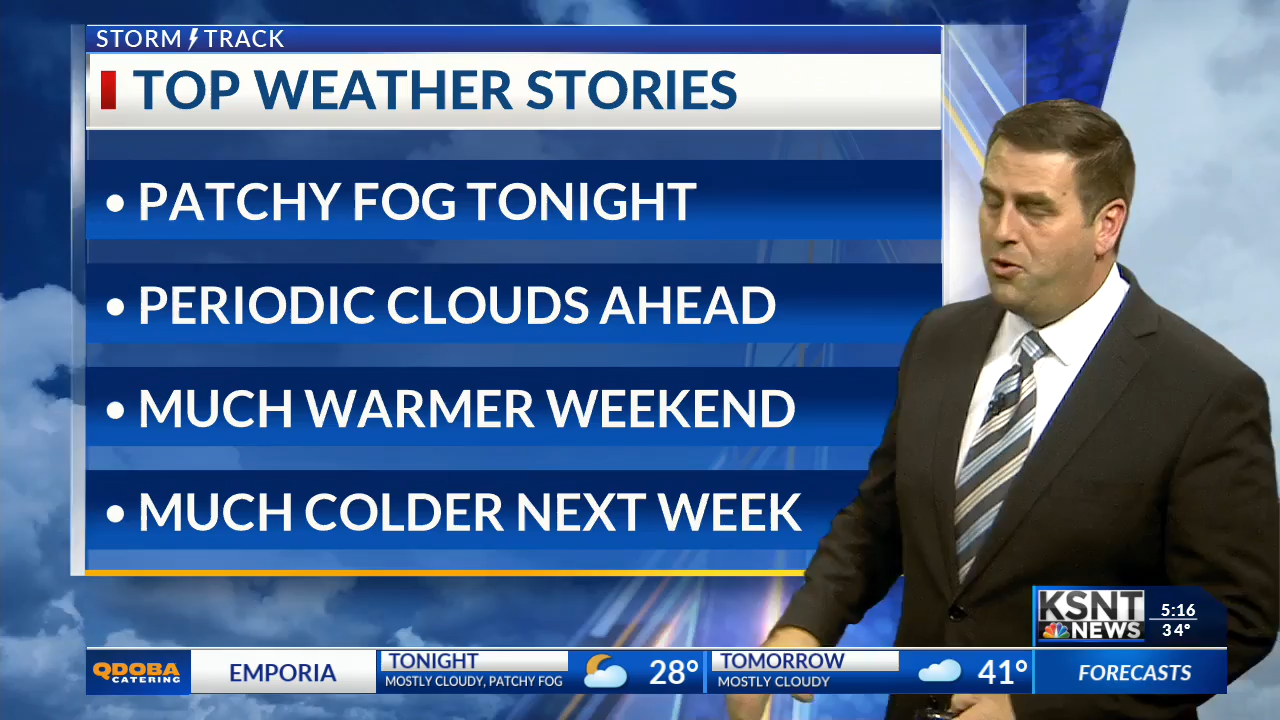 STORM TRACK
TOP WEATHER STORIES
• PATCHY FOG TONIGHT
• PERIODIC CLOUDS AHEAD
• MUCH WARMER WEEKEND
• MUCH COLDER NEXT WEEK
KSNT
NEWS
5:16
34°
QDOBA
CATERING
EMPORIA
TONIGHT
MOSTLY CLOUDY, PATCHY FOG
28°
TOMORROW
MOSTLY CLOUDY
41°
FORECASTS